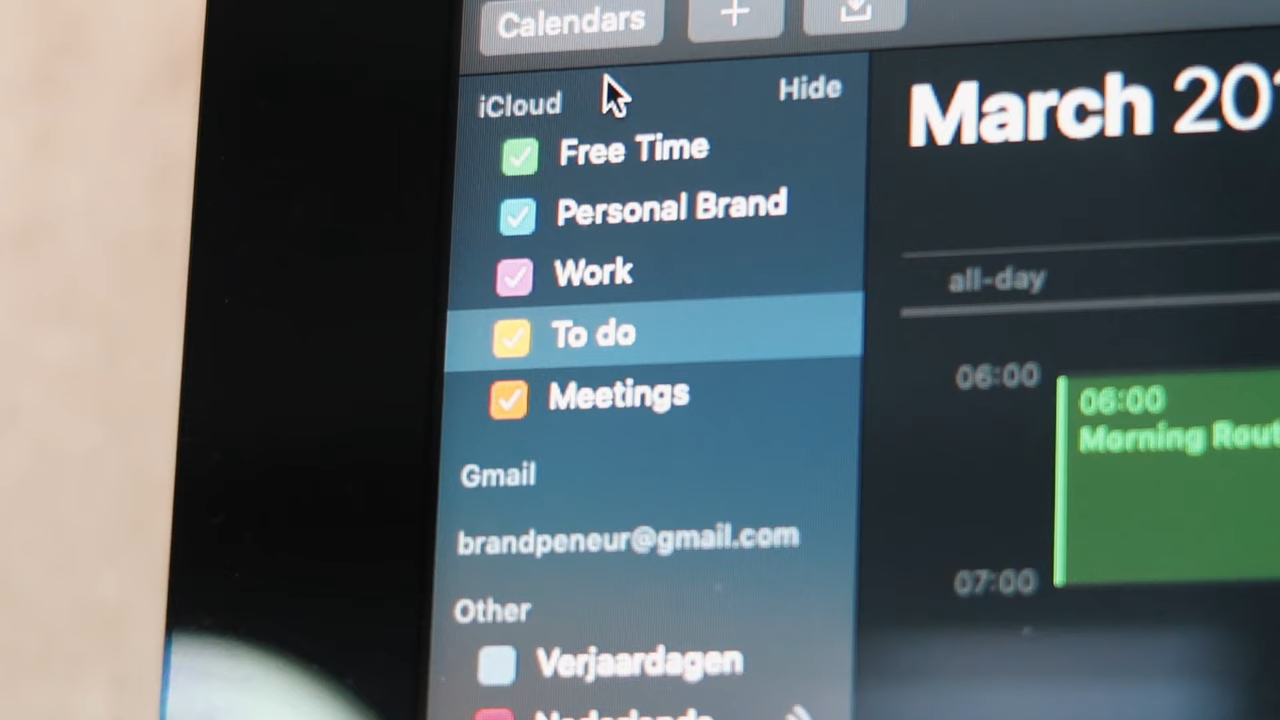 Calendars
iCloud
Hide
Free Time
Personal Brand
Work
To do
Meetings
Gmail
brandpeneur@gmail.com
Other
Verjaardagen
March 20
all-day
06:00
06:00
Morning Rout
07:00